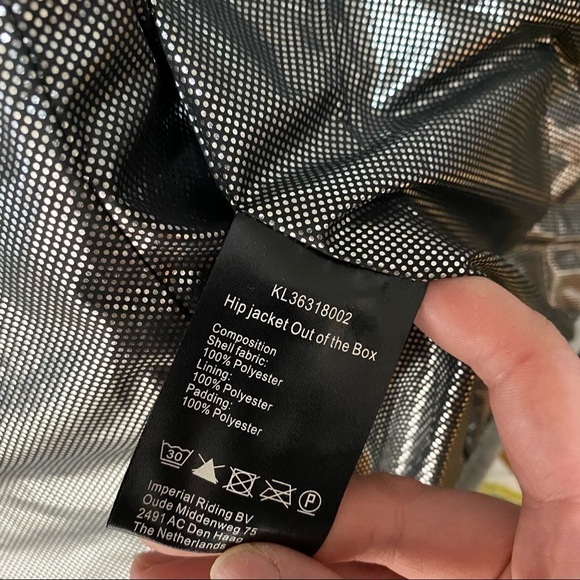 KL36318002
Hip jacket Out of the Box
Composition
Shell fabric:
100% Polyester
Lining:
100% Polyester
Padding:
100% Polyester
30
P
Imperial Riding BV
Oude Middenweg 75
2491 AC Den Haag
The Netherlands